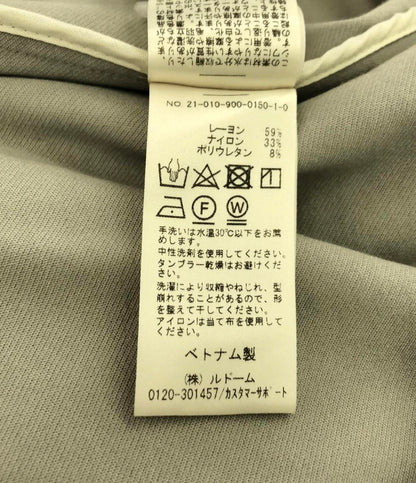 NO 21-010-900-0150-1-0
レーヨン 59%
ナイロン 33%
ポリウレタン 8%
F W
手洗いは水温30℃以下をお勧
めします。
中性洗剤を使用してください。
タンブラー乾燥はお避けくだ
さい。
洗濯により収縮やねじれ、型
崩れすることがあるので、形
を整えて干してください。
アイロンは当て布を使用して
ください。
ベトナム製
(株) ルドーム
0120-301457/カスタマーサポート